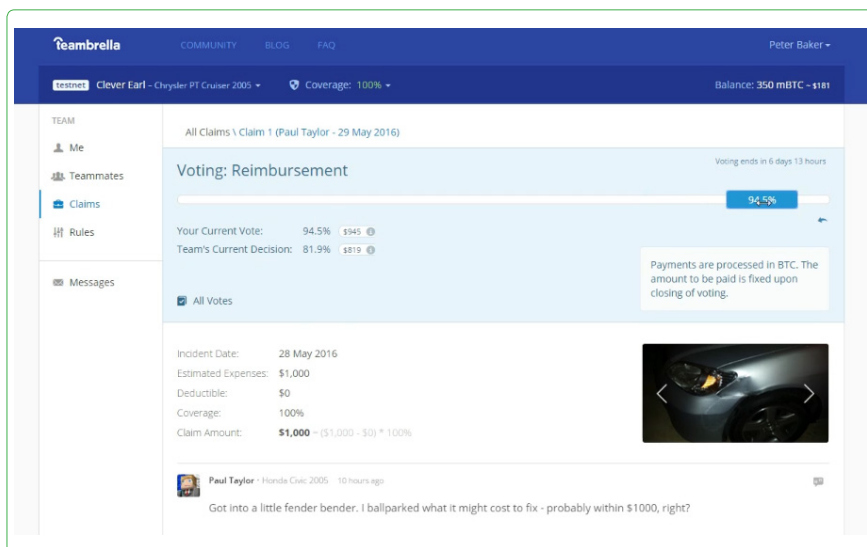 teambrella COMMUNITY BLOG FAQ Peter Baker
testnet Clever Earl – Chrysler PT Cruiser 2005 Coverage: 100% Balance: 350 mBTC ~ $181
TEAM
Me
Teammates
Claims
Rules
Messages
All Claims \ Claim 1 (Paul Taylor - 29 May 2016)
Voting: Reimbursement
Voting ends in 6 days 13 hours
94.5%
Your Current Vote: 94.5% $945
Team's Current Decision: 81.9% $819
Payments are processed in BTC. The
amount to be paid is fixed upon
closing of voting.
All Votes
Incident Date: 28 May 2016
Estimated Expenses: $1,000
Deductible: $0
Coverage: 100%
Claim Amount: $1,000 ~ ($1,000 - $0) * 100%
Paul Taylor · Honda Civic 2005 10 hours ago
Got into a little fender bender. I ballparked what it might cost to fix - probably within $1000, right?